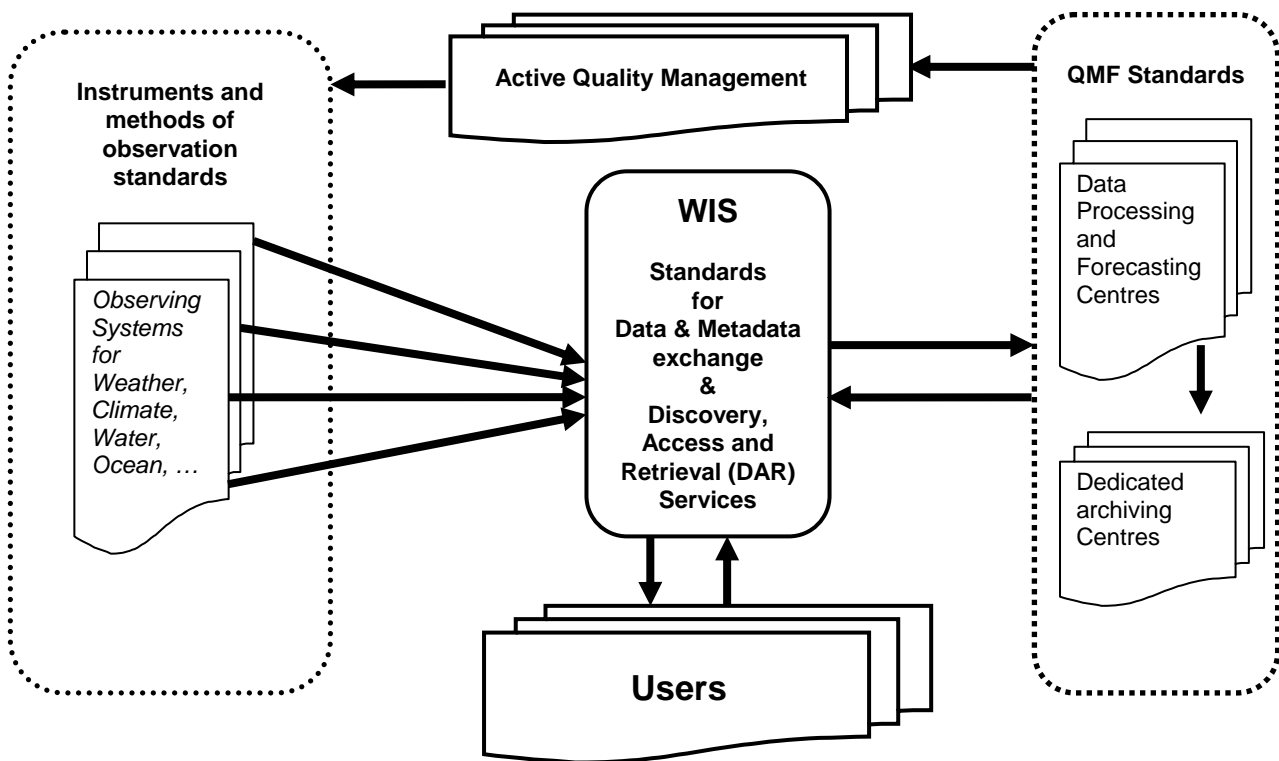 Active Quality Management
Instruments and
methods of
observation
standards
Observing
Systems
for
Weather,
Climate,
Water,
Ocean, …
WIS
Standards
for
Data & Metadata
exchange
&
Discovery,
Access and
Retrieval (DAR)
Services
QMF Standards
Data
Processing
and
Forecasting
Centres
Dedicated
archiving
Centres
Users